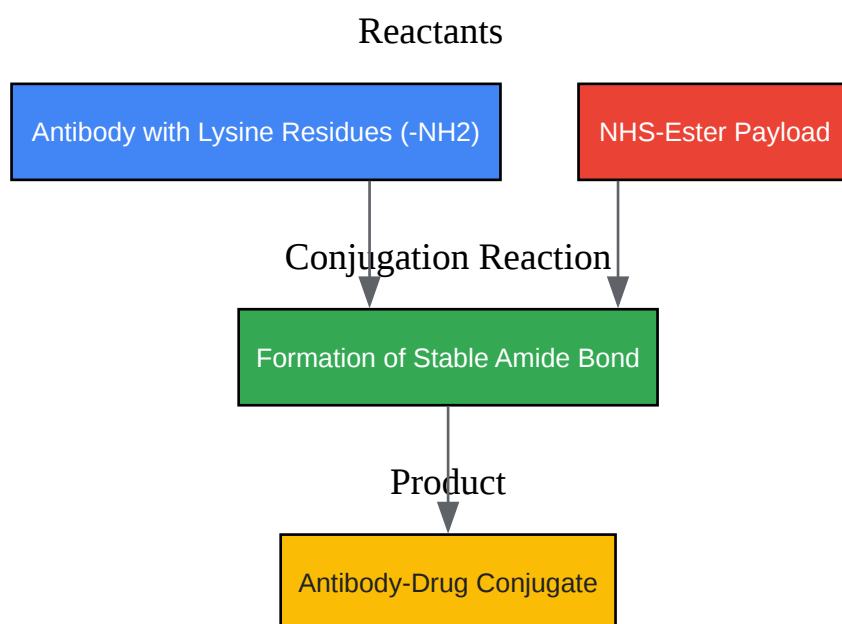 Reactants
Antibody with Lysine Residues (-NH2)
NHS-Ester Payload
Conjugation Reaction
Formation of Stable Amide Bond
Product
Antibody-Drug Conjugate